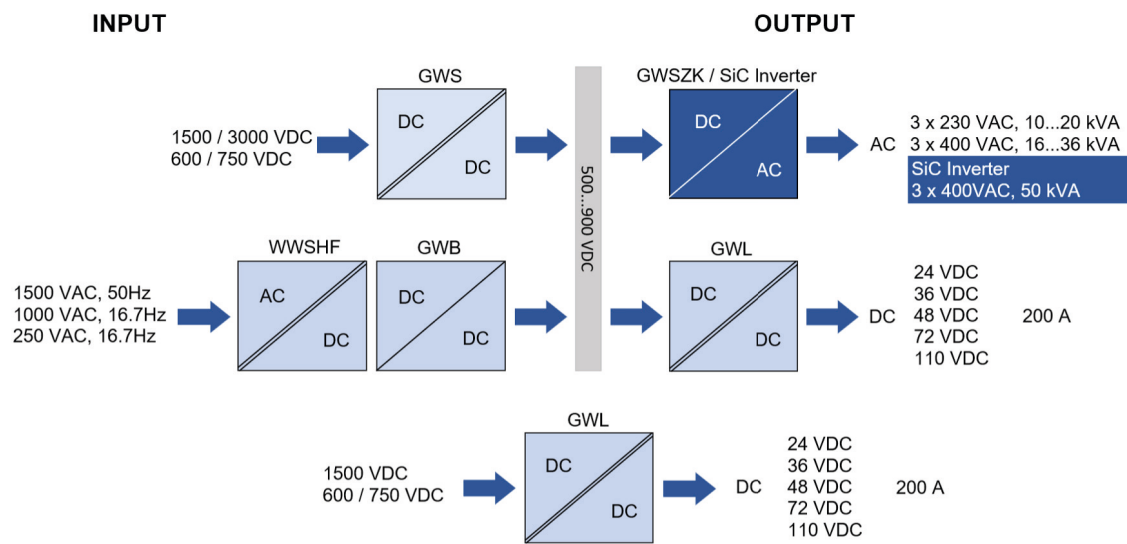 INPUT
OUTPUT
GWS
GWSZK / SiC Inverter
1500 / 3000 VDC
600 / 750 VDC
DC
DC
500...900 VDC
DC
AC
AC
3 x 230 VAC, 10...20 kVA
3 x 400 VAC, 16...36 kVA
SiC Inverter
3 x 400VAC, 50 kVA
WWSHF
GWB
GWL
1500 VAC, 50Hz
1000 VAC, 16.7Hz
250 VAC, 16.7Hz
AC
DC
DC
DC
DC
DC
DC
24 VDC
36 VDC
48 VDC
72 VDC
110 VDC
200 A
GWL
1500 VDC
600 / 750 VDC
DC
DC
DC
24 VDC
36 VDC
48 VDC
72 VDC
110 VDC
200 A